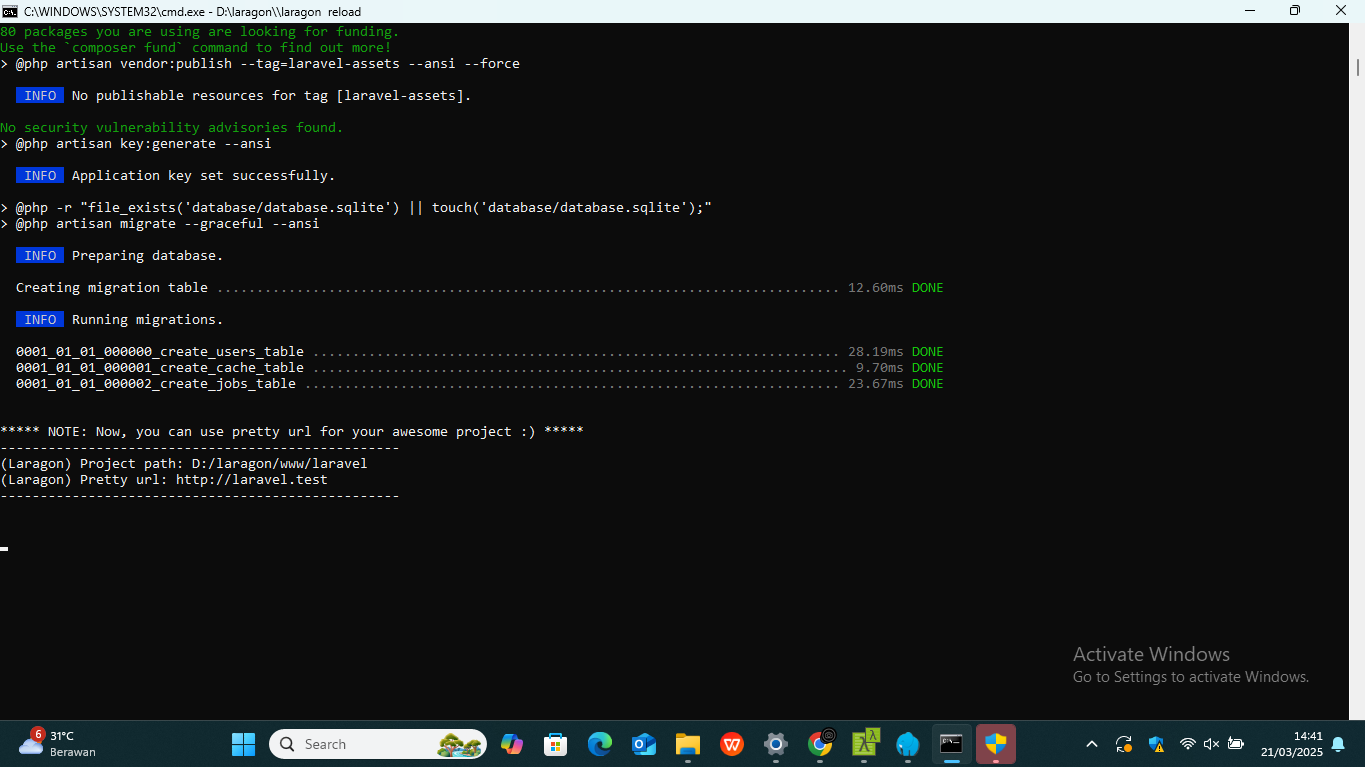 C:\WINDOWS\SYSTEM32\cmd.exe - D:\laragon\\laragon  reload
80 packages you are using are looking for funding.
Use the `composer fund` command to find out more!
> @php artisan vendor:publish --tag=laravel-assets --ansi --force
INFO  No publishable resources for tag [laravel-assets].
No security vulnerability advisories found.
> @php artisan key:generate --ansi
INFO  Application key set successfully.
> @php -r "file_exists('database/database.sqlite') || touch('database/database.sqlite');"
> @php artisan migrate --graceful --ansi
INFO  Preparing database.
Creating migration table .............................................................................. 12.60ms DONE
INFO  Running migrations.
0001_01_01_000000_create_users_table .................................................................. 28.19ms DONE
0001_01_01_000001_create_cache_table ................................................................... 9.70ms DONE
0001_01_01_000002_create_jobs_table ................................................................... 23.67ms DONE
***** NOTE: Now, you can use pretty url for your awesome project :) *****
--------------------------------------------------
(Laragon) Project path: D:/laragon/www/laravel
(Laragon) Pretty url: http://laravel.test
--------------------------------------------------
Activate Windows
Go to Settings to activate Windows.
6
31°C
Berawan
Search
14:41
21/03/2025